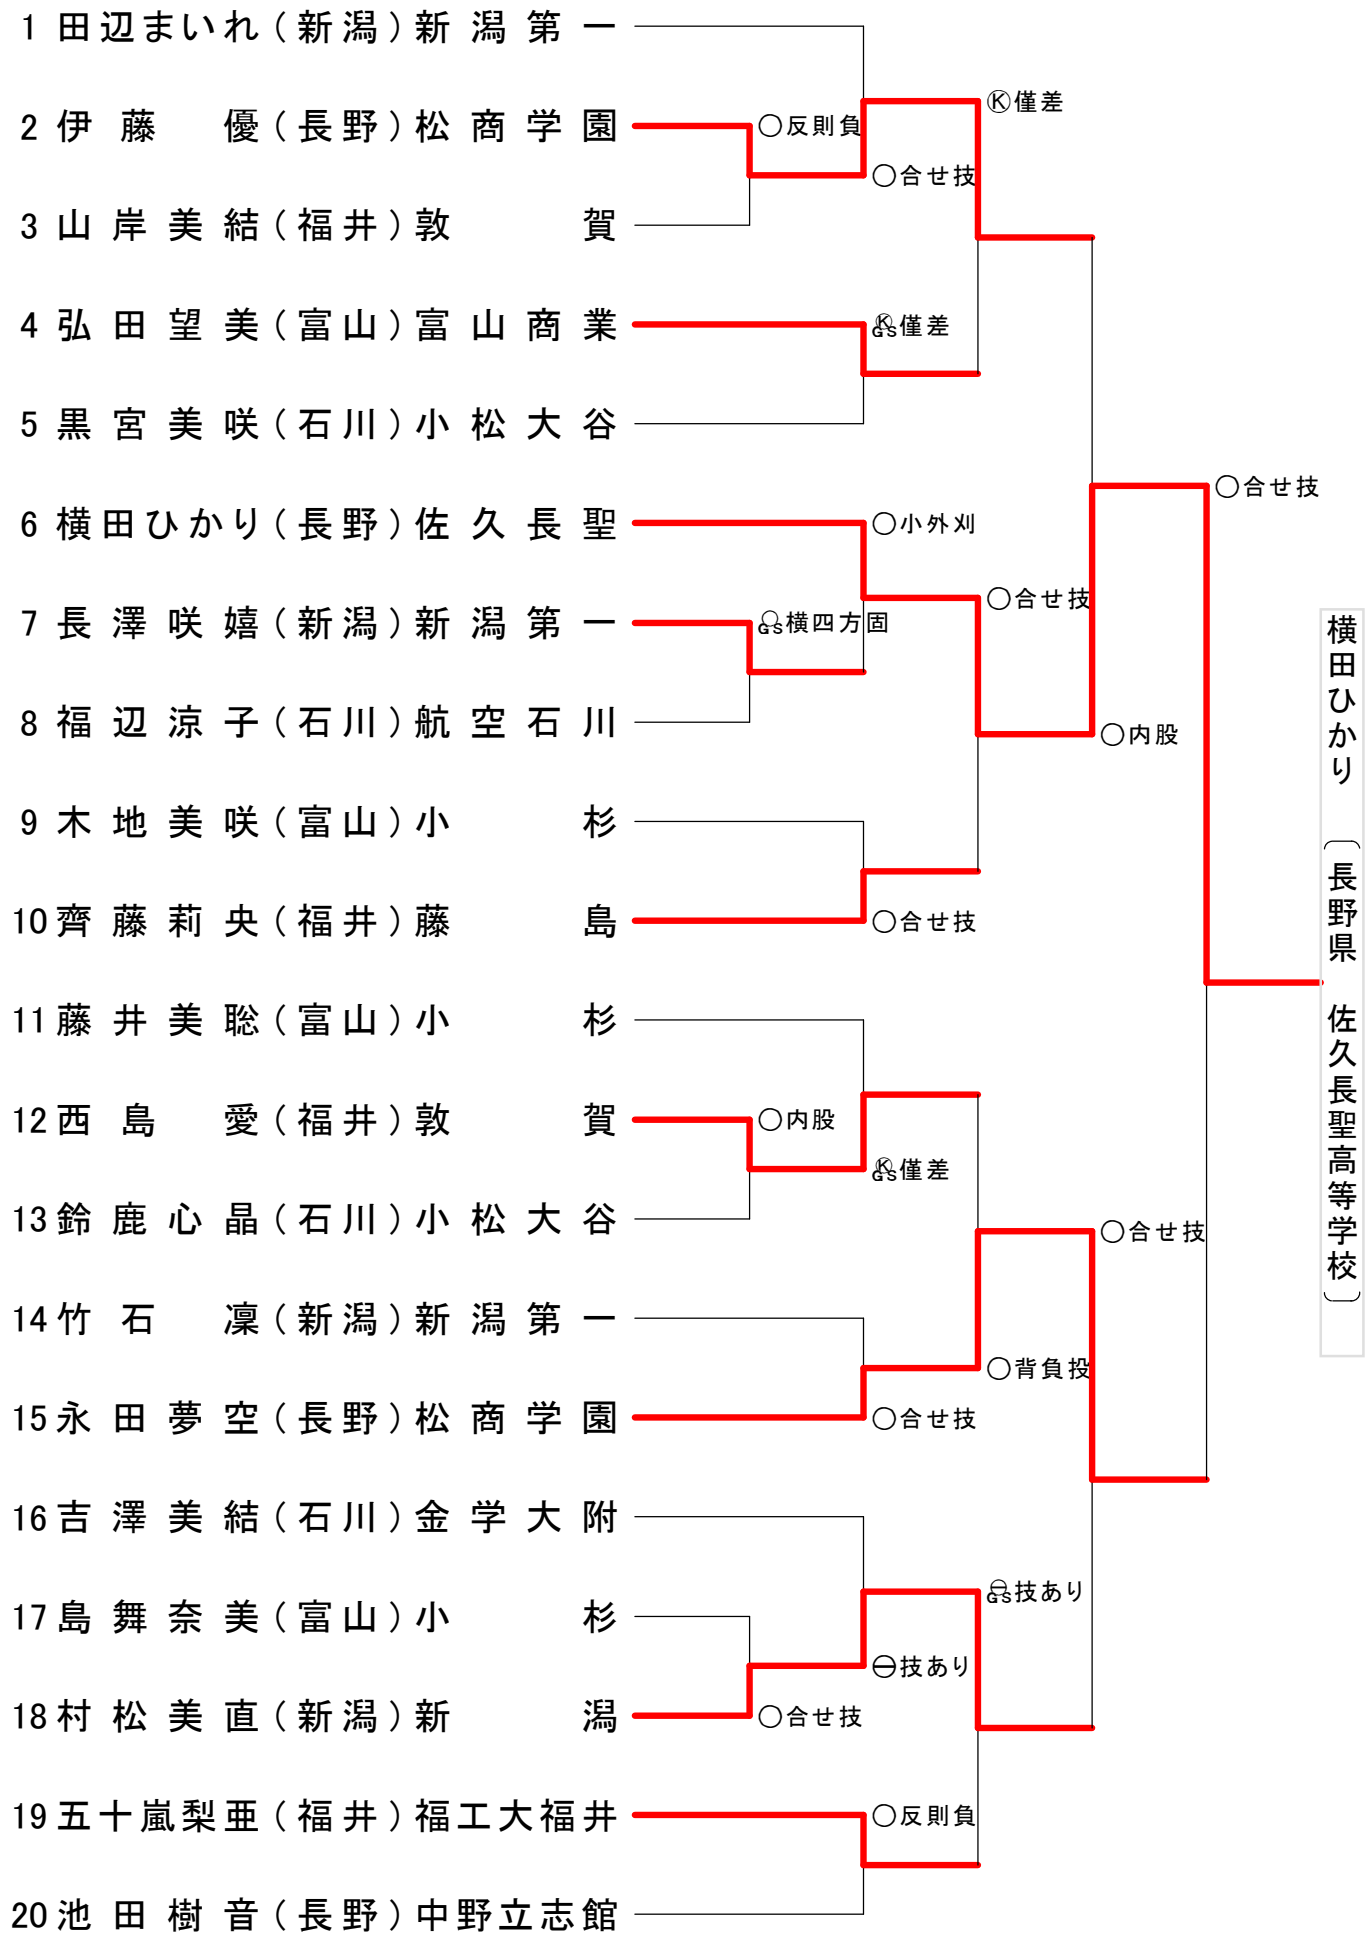 1 田辺まいれ(新潟)新潟第一
Ⓚ僅差
2 伊藤 優(長野)松商学園
○反則負
○合せ技
3 山岸美結(福井)敦 賀
4 弘田望美(富山)富山商業
ⓀGS僅差
5 黒宮美咲(石川)小松大谷
○合せ技
6 横田ひかり(長野)佐久長聖
○小外刈
○合せ技
7 長澤咲嬉(新潟)新潟第一
○GS横四方固
8 福辺涼子(石川)航空石川
○内股
9 木地美咲(富山)小 杉
10 齊藤莉央(福井)藤 島
○合せ技
11 藤井美聡(富山)小 杉
12 西島 愛(福井)敦 賀
○内股
ⓀGS僅差
13 鈴鹿心晶(石川)小松大谷
○合せ技
14 竹石 凜(新潟)新潟第一
○背負投
15 永田夢空(長野)松商学園
○合せ技
16 吉澤美結(石川)金学大附
㊀GS技あり
17 島舞奈美(富山)小 杉
㊀技あり
18 村松美直(新潟)新 潟
○合せ技
19 五十嵐梨亜(福井)福工大福井
○反則負
20 池田樹音(長野)中野立志館
横田ひかり 〔長野県 佐久長聖高等学校〕